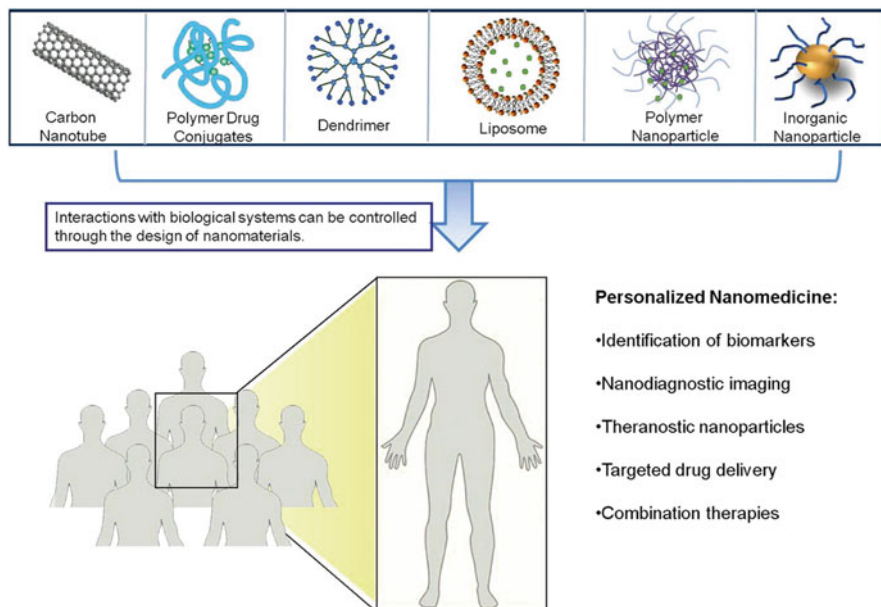 Carbon
Nanotube
Polymer Drug
Conjugates
Dendrimer
Liposome
Polymer
Nanoparticle
Inorganic
Nanoparticle
Interactions with biological systems can be controlled
through the design of nanomaterials.
Personalized Nanomedicine:
•Identification of biomarkers
•Nanodiagnostic imaging
•Theranostic nanoparticles
•Targeted drug delivery
•Combination therapies